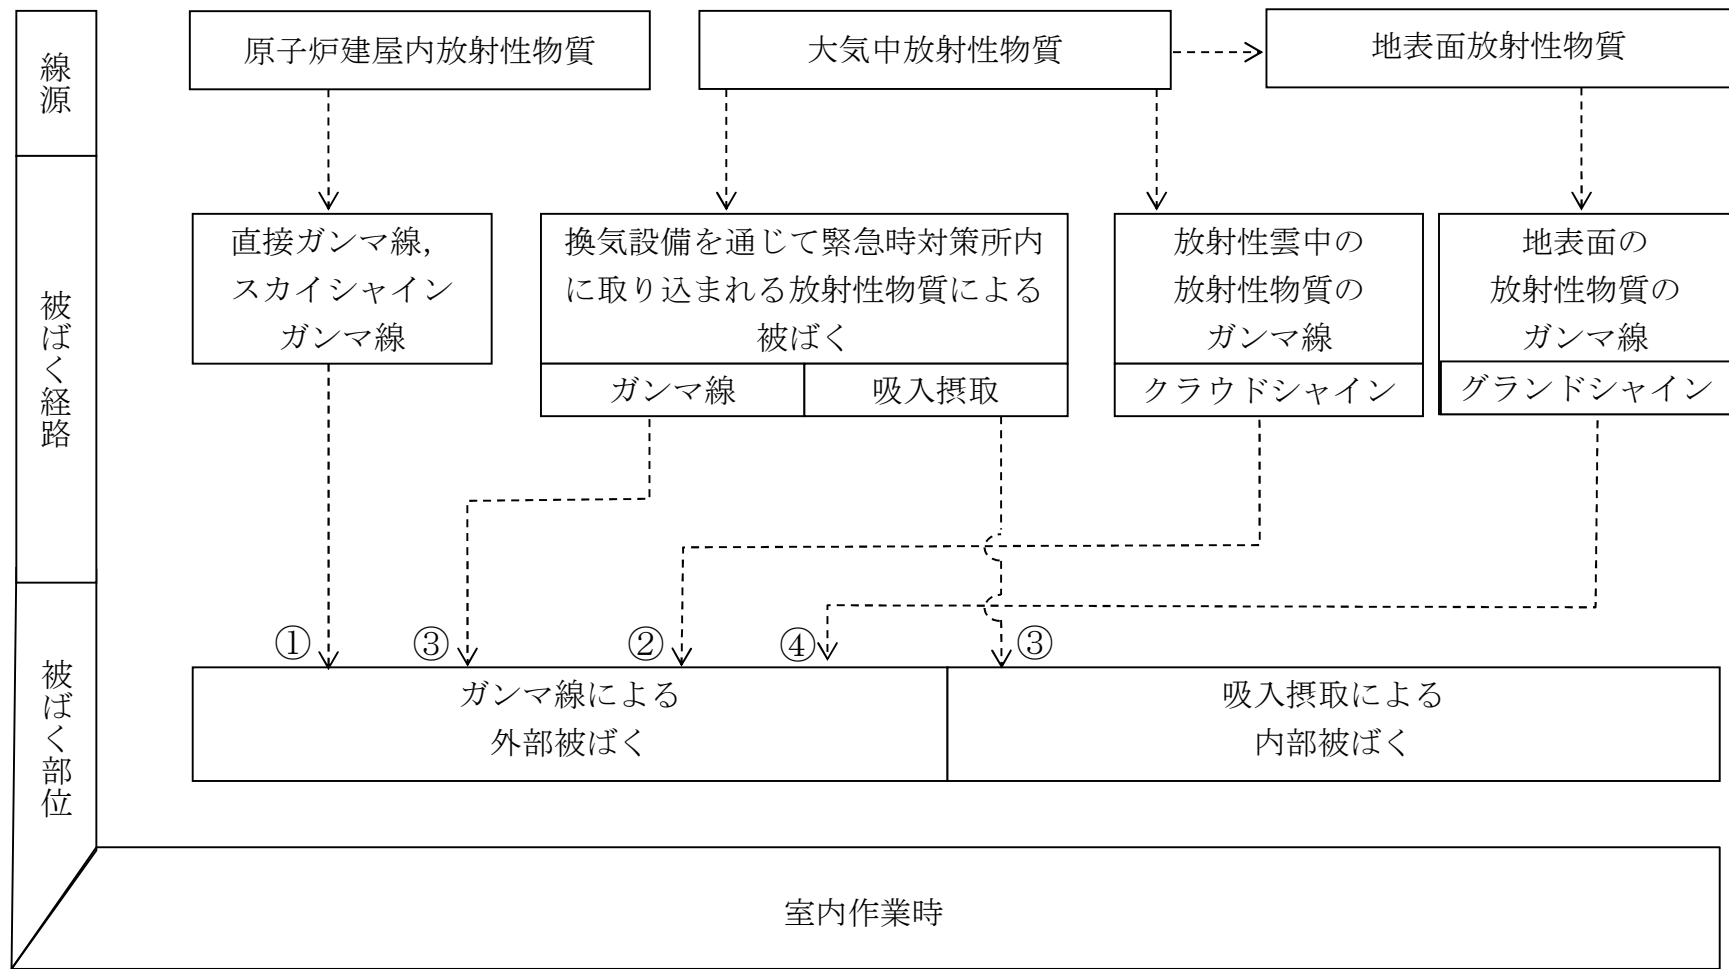 線源
原子炉建屋内放射性物質
大気中放射性物質
地表面放射性物質
被ばく経路
直接ガンマ線,
スカイシャイン
ガンマ線
換気設備を通じて緊急時対策所内
に取り込まれる放射性物質による
被ばく
ガンマ線
吸入摂取
放射性雲中の
放射性物質の
ガンマ線
クラウドシャイン
地表面の
放射性物質の
ガンマ線
グランドシャイン
被ばく部位
①
③
②
④
③
ガンマ線による
外部被ばく
吸入摂取による
内部被ばく
室内作業時